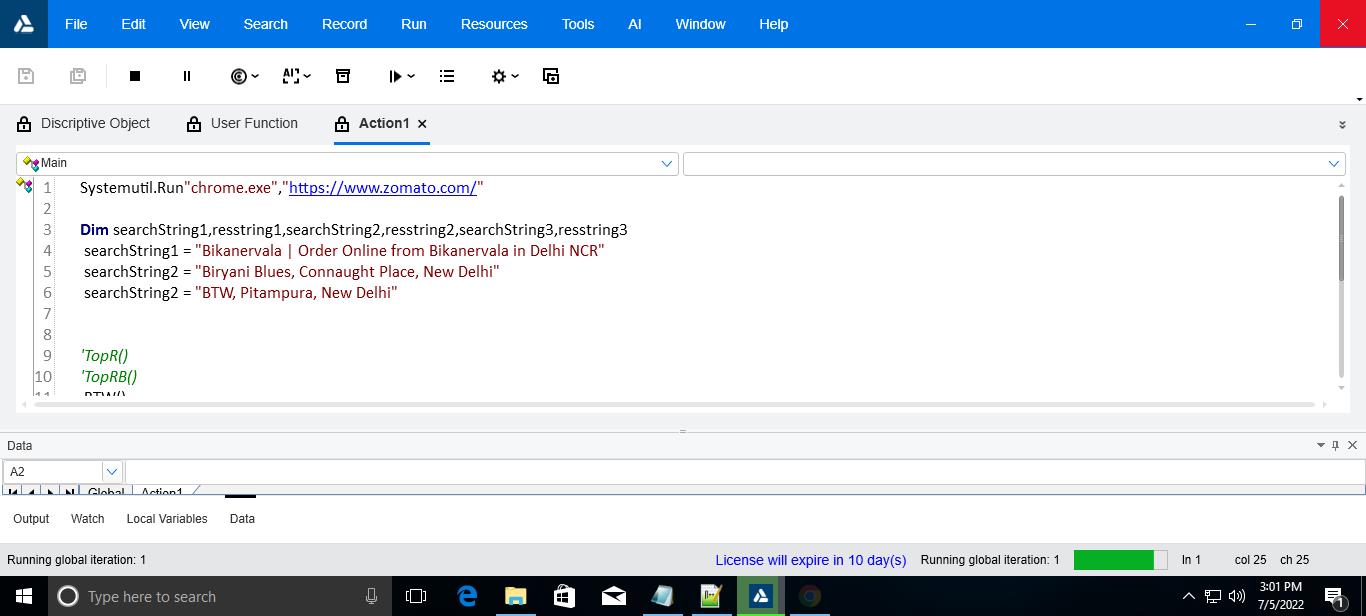 File Edit View Search Record Run Resources Tools AI Window Help
Discriptive Object User Function Action1
Main
1 Systemutil.Run"chrome.exe","https://www.zomato.com/"
2
3 Dim searchString1,resstring1,searchString2,resstring2,searchString3,resstring3
4 searchString1 = "Bikanervala | Order Online from Bikanervala in Delhi NCR"
5 searchString2 = "Biryani Blues, Connaught Place, New Delhi"
6 searchString2 = "BTW, Pitampura, New Delhi"
7
8
9 'TopR()
10 'TopRB()
11 BTW()
Data
A2
Global Action1
Output Watch Local Variables Data
Running global iteration: 1 License will expire in 10 day(s) Running global iteration: 1 ln 1 col 25 ch 25
Type here to search
3:01 PM
7/5/2022
1